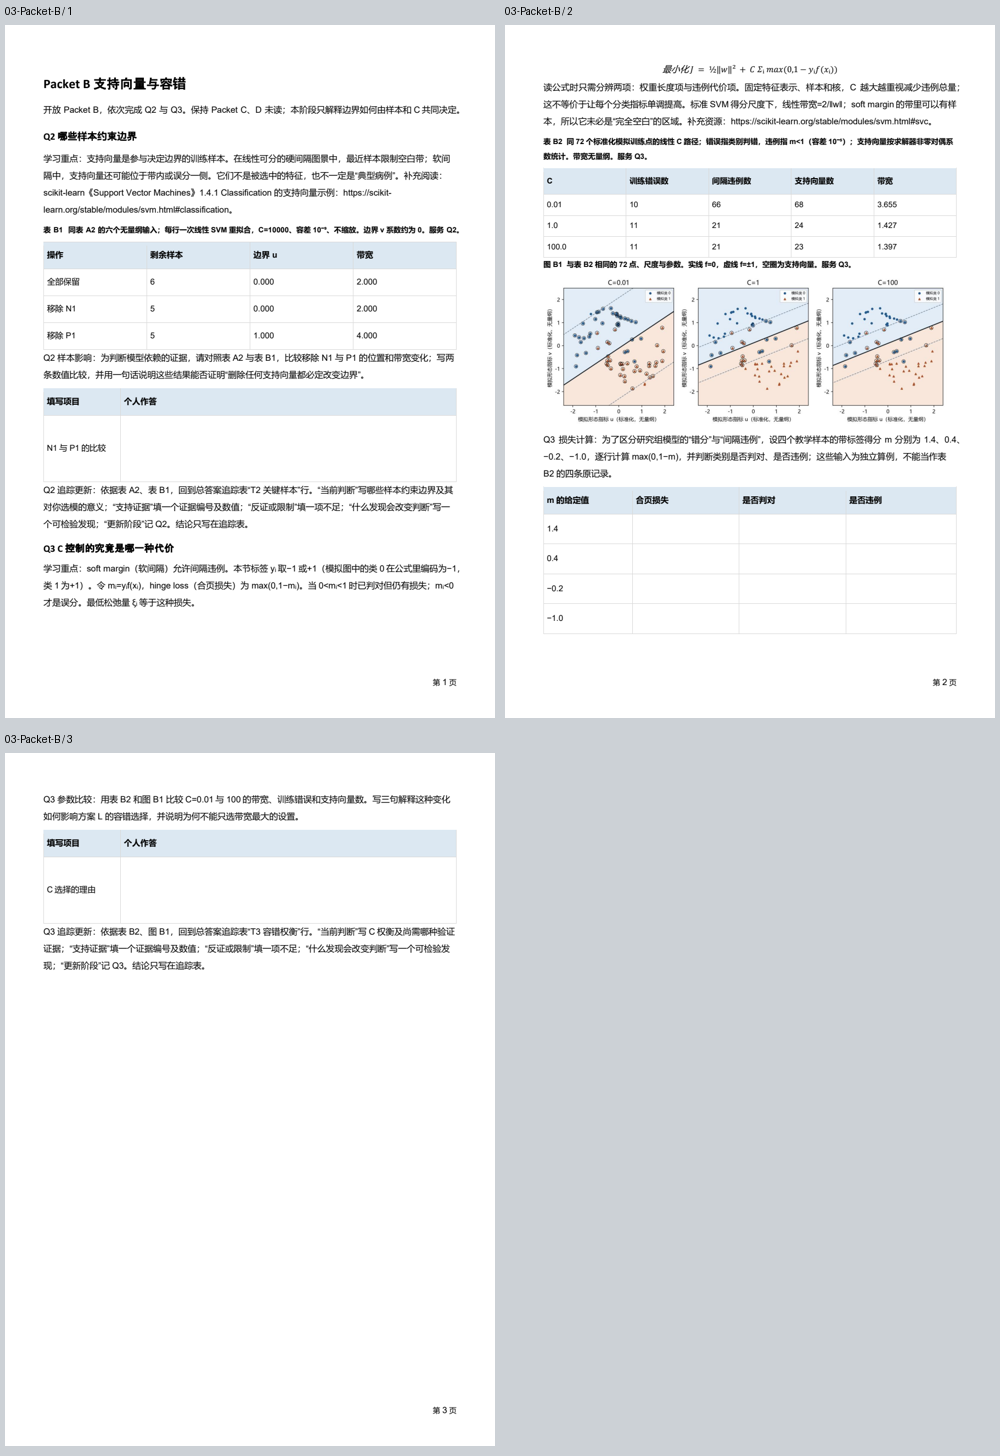 03-Packet-B / 1
Packet B 支持向量与容错
开放 Packet B，依次完成 Q2 与 Q3。保持 Packet C、D 未读；本阶段只解释边界如何由样本和 C 共同决定。
Q2 哪些样本约束边界
学习重点：支持向量是参与决定边界的训练样本。在线性可分的硬间隔图景中，最近样本限制空白带；软间
隔中，支持向量还可能位于带内或误分一侧。它们不是被选中的特征，也不一定是“典型病例”。补充阅读：
scikit-learn《Support Vector Machines》1.4.1 Classification 的支持向量示例：https://scikit-
learn.org/stable/modules/svm.html#classification。
表 B1 同表 A2 的六个无量纲输入；每行一次线性 SVM 重拟合，C=10000、容差 10⁻⁸、不缩放。边界 v 系数约为 0。服务 Q2。
操作 剩余样本 边界 u 带宽
全部保留 6 0.000 2.000
移除 N1 5 0.000 2.000
移除 P1 5 1.000 4.000
Q2 样本影响：为判断模型依赖的证据，请对照表 A2 与表 B1，比较移除 N1 与 P1 的位置和带宽变化；写两
条数值比较，并用一句话说明这些结果能否证明“删除任何支持向量都必定改变边界”。
填写项目 个人作答
N1 与 P1 的比较
Q2 追踪更新：依据表 A2、表 B1，回到总答案追踪表“T2 关键样本”行。“当前判断”写哪些样本约束边界及其
对你选模的意义；“支持证据”填一个证据编号及数值；“反证或限制”填一项不足；“什么发现会改变判断”写一
个可检验发现；“更新阶段”记 Q2。结论只写在追踪表。
Q3 C 控制的究竟是哪一种代价
学习重点：soft margin（软间隔）允许间隔违例。本节标签 yᵢ 取−1 或+1（模拟图中的类 0 在公式里编码为−1，
类 1 为+1）。令 mᵢ=yᵢf(xᵢ)，hinge loss（合页损失）为 max(0,1−mᵢ)。当 0<mᵢ<1 时已判对但仍有损失；mᵢ<0
才是误分。最低松弛量 ξᵢ 等于这种损失。
第 1 页
03-Packet-B / 2
最小化 J = ½‖w‖² + C Σᵢ max(0,1 − yᵢf(xᵢ))
读公式时只需分辨两项：权重长度项与违例代价项。固定特征表示、样本和核，C 越大越重视减少违例总量；
这不等价于让每个分类指标单调提高。标准 SVM 得分尺度下，线性带宽=2/‖w‖；soft margin 的带里可以有样
本，所以它未必是“完全空白”的区域。补充资源：https://scikit-learn.org/stable/modules/svm.html#svc。
表 B2 同 72 个标准化模拟训练点的线性 C 路径；错误指类别判错，违例指 m<1（容差 10⁻⁶）；支持向量按求解器非零对偶系
数统计。带宽无量纲。服务 Q3。
C 训练错误数 间隔违例数 支持向量数 带宽
0.01 10 66 68 3.655
1.0 11 21 24 1.427
100.0 11 21 23 1.397
图 B1 与表 B2 相同的 72 点、尺度与参数。实线 f=0，虚线 f=±1，空圈为支持向量。服务 Q3。
C=0.01 C=1 C=100
模拟类 0
模拟类 1
模拟形态指标 v（标准化，无量纲）
模拟形态指标 u（标准化，无量纲）
Q3 损失计算：为了区分研究组模型的“错分”与“间隔违例”，设四个教学样本的带标签得分 m 分别为 1.4、0.4、
−0.2、−1.0，逐行计算 max(0,1−m)，并判断类别是否判对、是否违例；这些输入为独立算例，不能当作表
B2 的四条原记录。
m 的给定值 合页损失 是否判对 是否违例
1.4
0.4
−0.2
−1.0
第 2 页
03-Packet-B / 3
Q3 参数比较：用表 B2 和图 B1 比较 C=0.01 与 100 的带宽、训练错误和支持向量数。写三句解释这种变化
如何影响方案 L 的容错选择，并说明为何不能只选带宽最大的设置。
填写项目 个人作答
C 选择的理由
Q3 追踪更新：依据表 B2、图 B1，回到总答案追踪表“T3 容错权衡”行。“当前判断”写 C 权衡及尚需哪种验证
证据；“支持证据”填一个证据编号及数值；“反证或限制”填一项不足；“什么发现会改变判断”写一个可检验发
现；“更新阶段”记 Q3。结论只写在追踪表。
第 3 页